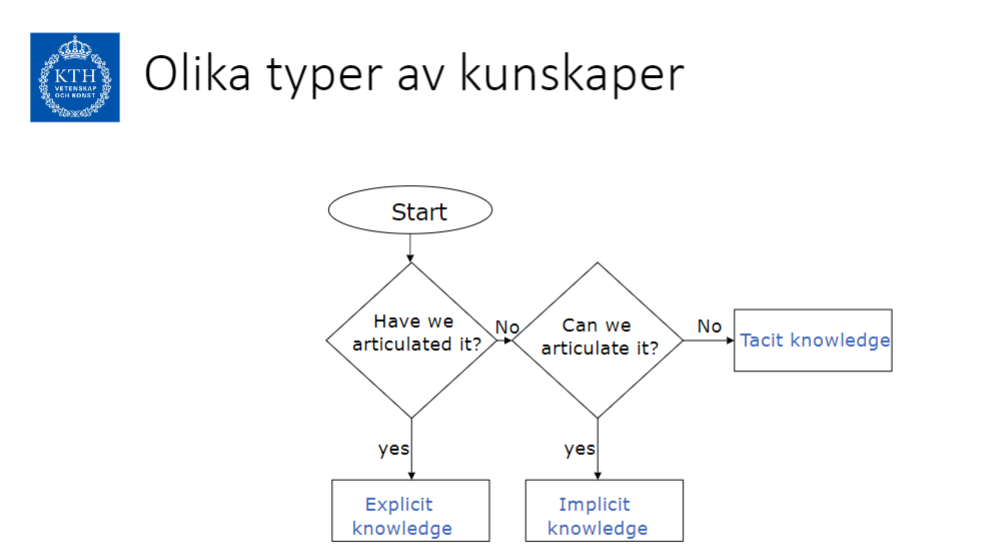 KTH
VETENSKAP
OCH KONST
Olika typer av kunskaper
Start
Have we
articulated it?
No
Can we
articulate it?
No
Tacit knowledge
yes
yes
Explicit
knowledge
Implicit
knowledge